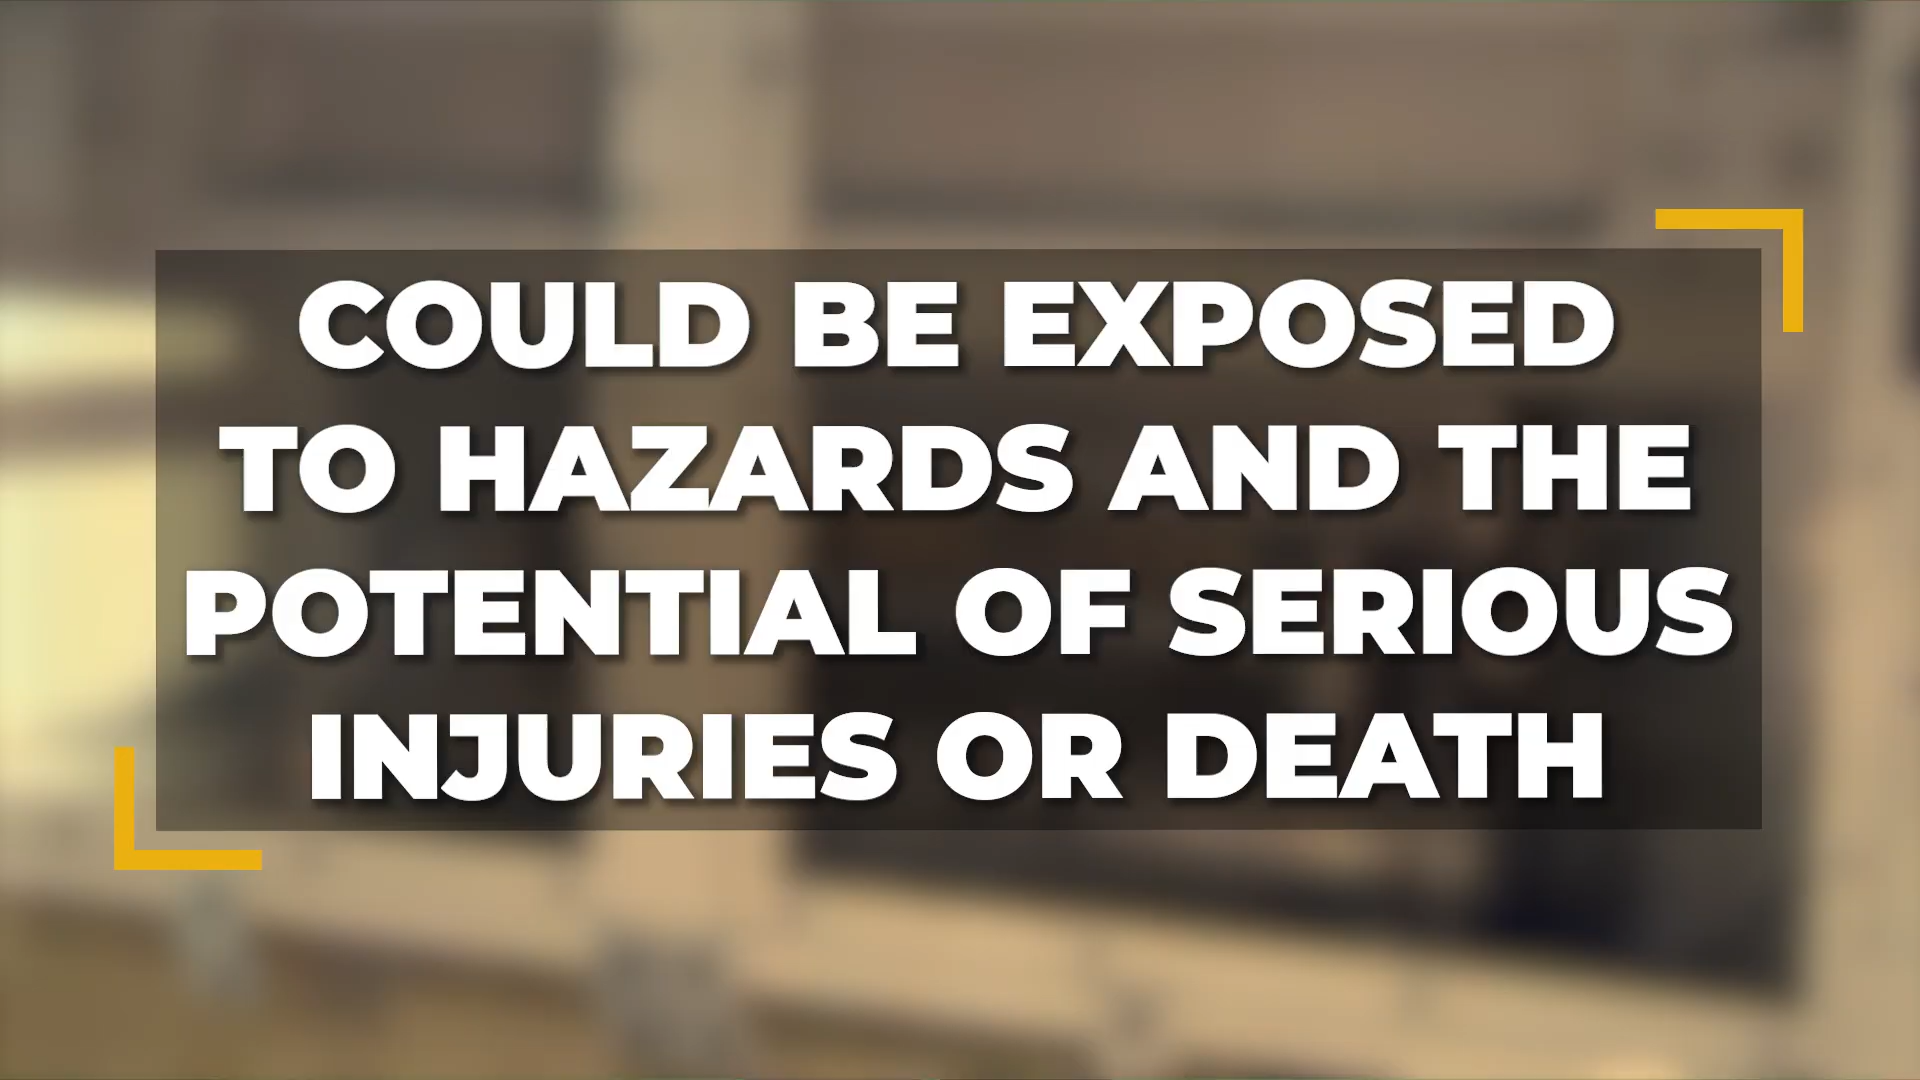 COULD BE EXPOSED
TO HAZARDS AND THE
POTENTIAL OF SERIOUS
INJURIES OR DEATH